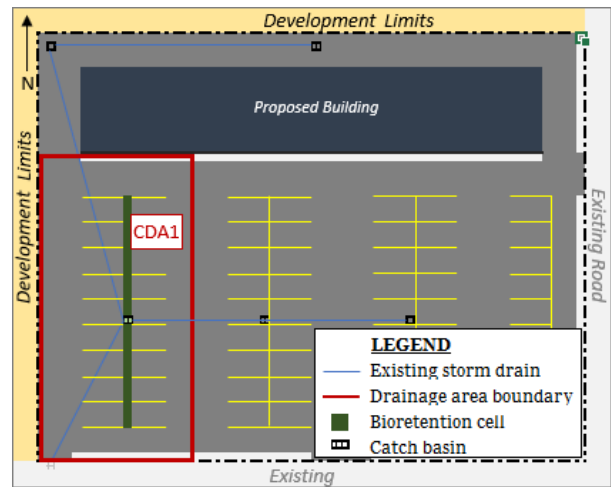 Development Limits
N
Proposed Building
Development Limits
CDA1
Existing Road
LEGEND
Existing storm drain
Drainage area boundary
Bioretention cell
Catch basin
Existing